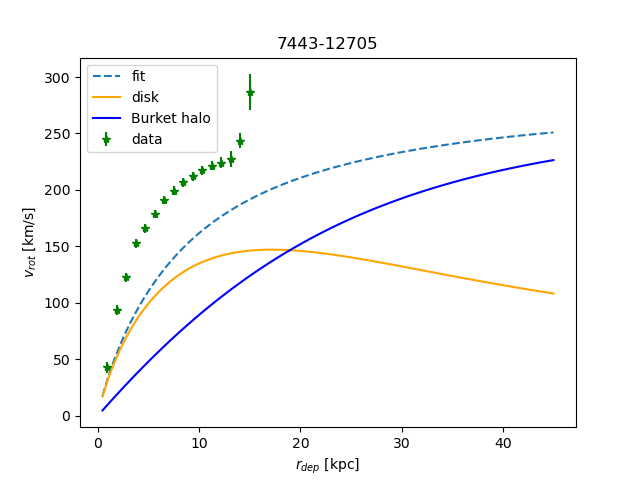 7443-12705
fit
disk
Burket halo
data
300
250
200
150
100
50
0
v_rot [km/s]
0 10 20 30 40
r_dep [kpc]